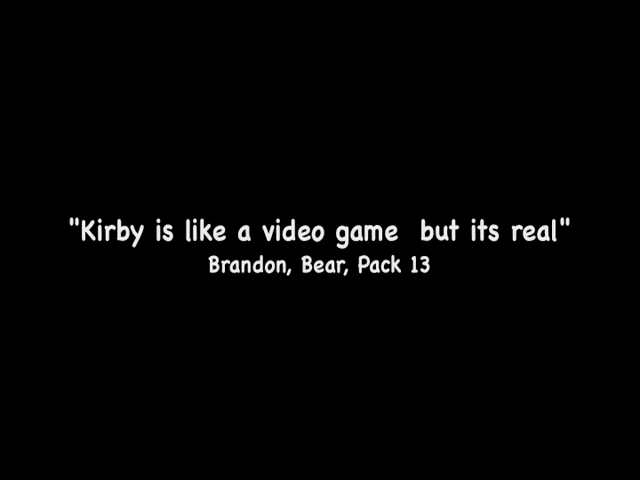 "Kirby is like a video game  but its real"
Brandon, Bear, Pack 13